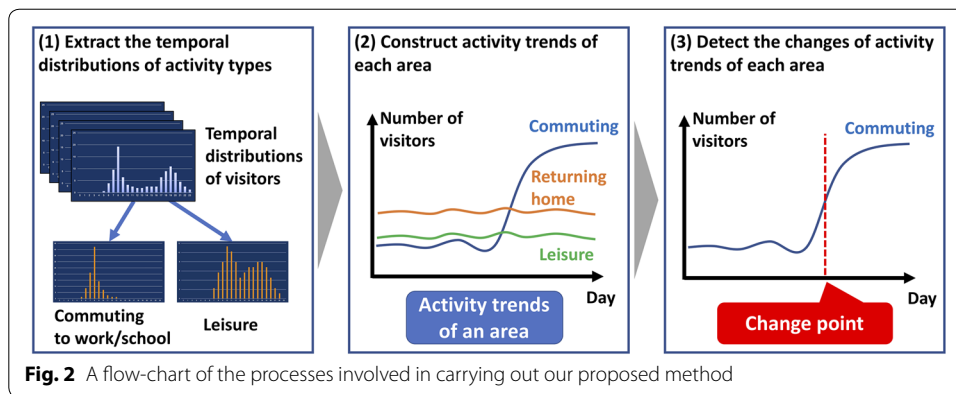 (1) Extract the temporal
distributions of activity types
Temporal
distributions
of visitors
Commuting
to work/school
Leisure
(2) Construct activity trends of
each area
Number of
visitors
Commuting
Returning
home
Leisure
Day
Activity trends
of an area
(3) Detect the changes of activity
trends of each area
Number of
visitors
Commuting
Day
Change point
Fig. 2 A flow-chart of the processes involved in carrying out our proposed method